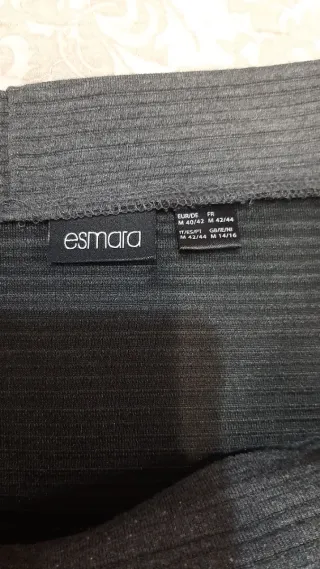 esmara
EUR/DE FR
M 40/42 M 42/44
IT/ES/PT GB/IE/NI
M 42/44 M 14/16